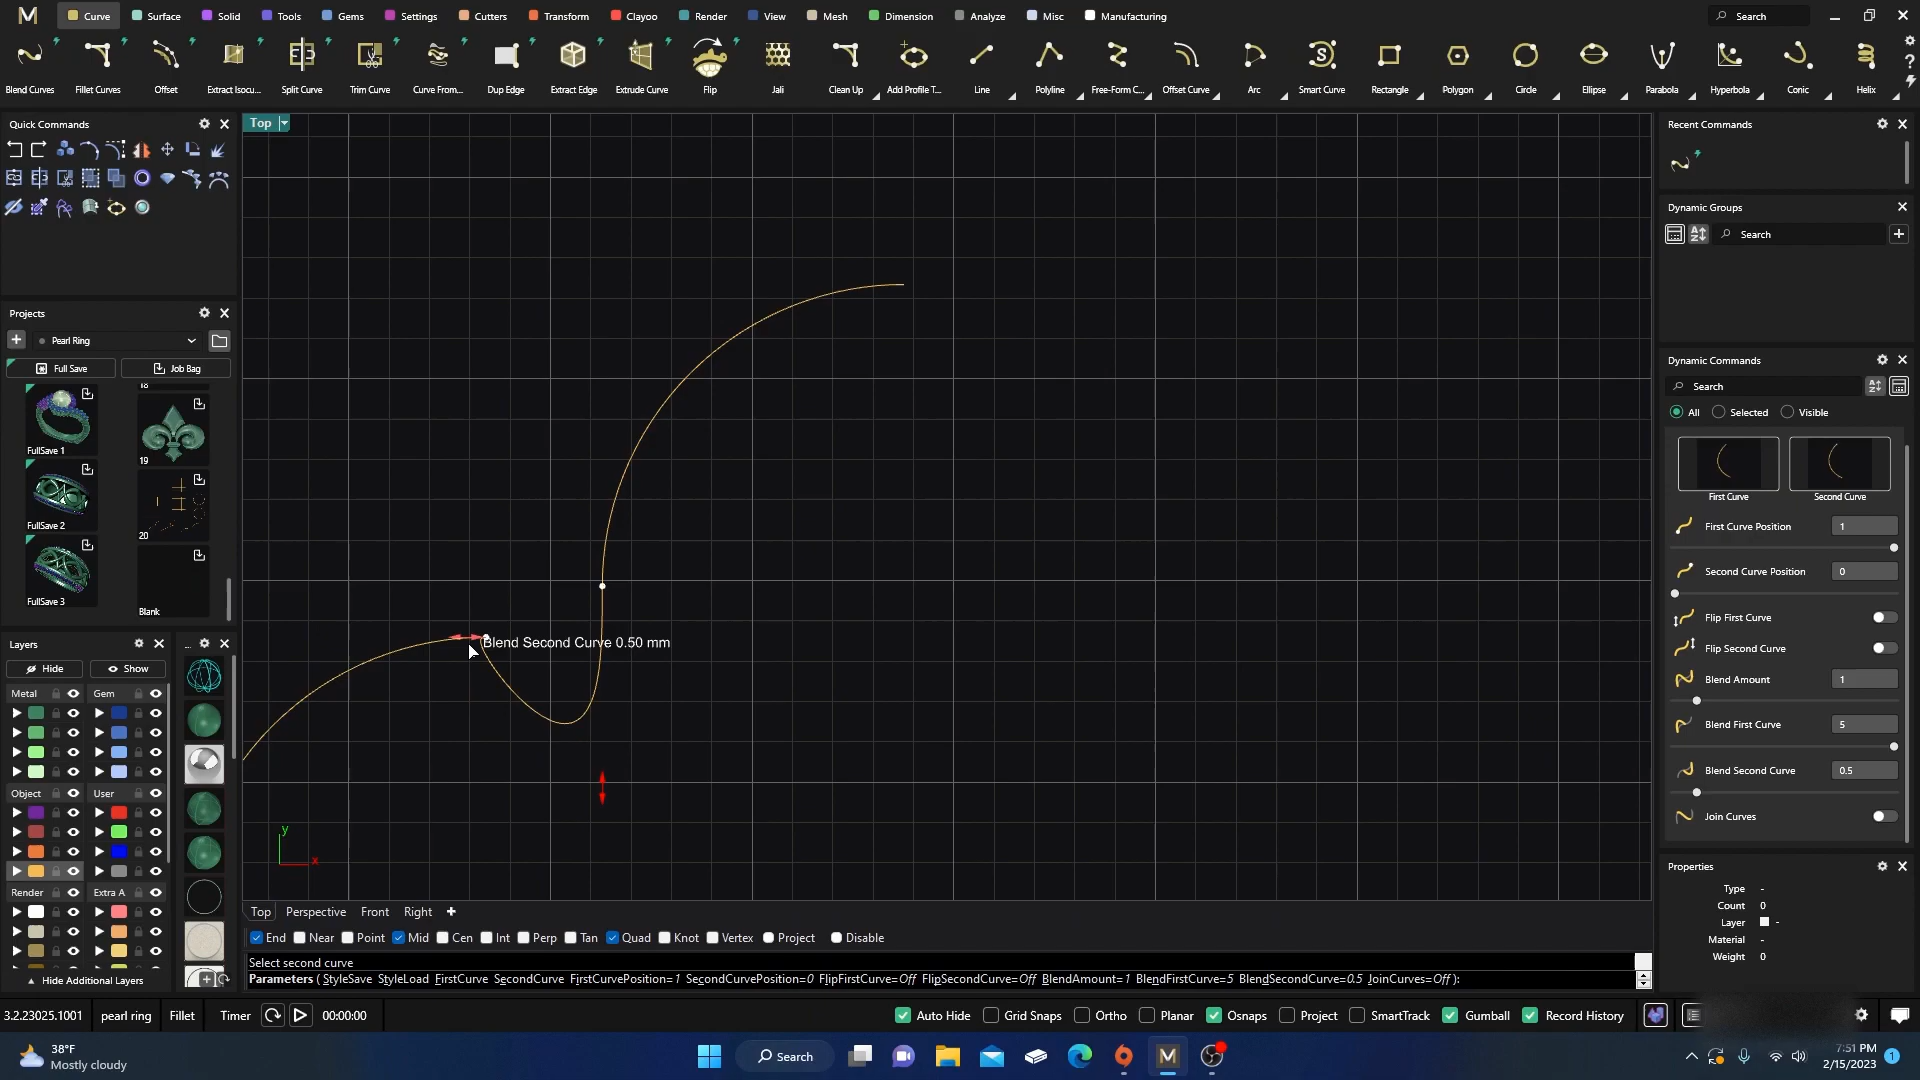 M Curve Surface Solid Tools Gems Settings Cutters Transform Clayoo Render View Mesh Dimension Analyze Misc Manufacturing Search
Blend Curves Fillet Curves Offset Extract Isocu... Split Curve Trim Curve Curve From... Dup Edge Extract Edge Extrude Curve Flip Jali Clean Up Add Profile T... Line Polyline Free-Form C... Offset Curve Arc Smart Curve Rectangle Polygon Circle Ellipse Parabola Hyperbola Conic Helix
Quick Commands
Top
Recent Commands
Dynamic Groups
Search
Projects
Pearl Ring
Full Save Job Bag
18
FullSave 1
19
FullSave 2
20
FullSave 3
Blank
Dynamic Commands
Search
All Selected Visible
First Curve Second Curve
First Curve Position 1
Second Curve Position 0
Flip First Curve
Flip Second Curve
Blend Amount 1
Blend First Curve 5
Blend Second Curve 0.5
Join Curves
Blend Second Curve 0.50 mm
Layers ...
Hide Show
Metal Gem
Object User
Render Extra A
Hide Additional Layers
y
x
Properties
Type -
Count 0
Layer -
Material -
Weight 0
Top Perspective Front Right
End Near Point Mid Cen Int Perp Tan Quad Knot Vertex Project Disable
Select second curve
Parameters ( StyleSave StyleLoad FirstCurve SecondCurve FirstCurvePosition=1 SecondCurvePosition=0 FlipFirstCurve=Off FlipSecondCurve=Off BlendAmount=1 BlendFirstCurve=5 BlendSecondCurve=0.5 JoinCurves=Off ):
3.2.23025.1001 pearl ring Fillet Timer 00:00:00 Auto Hide Grid Snaps Ortho Planar Osnaps Project SmartTrack Gumball Record History
38°F
Mostly cloudy
Search
7:51 PM
2/15/2023
1